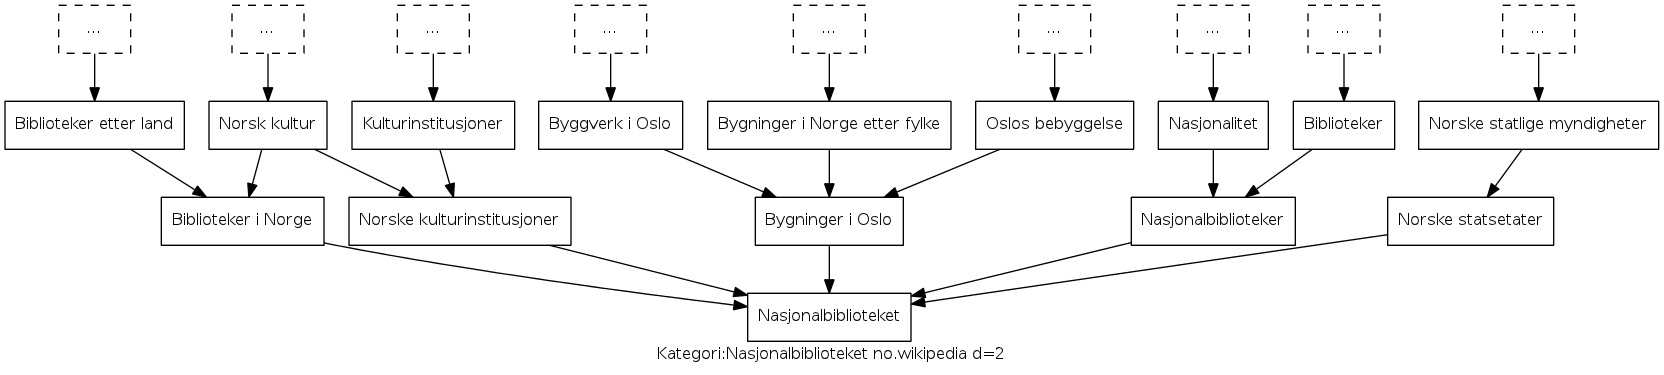 ... ... ... ... ... ... ... ... ...
Biblioteker etter land Norsk kultur Kulturinstitusjoner Byggverk i Oslo Bygninger i Norge etter fylke Oslos bebyggelse Nasjonalitet Biblioteker Norske statlige myndigheter
Biblioteker i Norge Norske kulturinstitusjoner Bygninger i Oslo Nasjonalbiblioteker Norske statsetater
Nasjonalbiblioteket
Kategori:Nasjonalbiblioteket no.wikipedia d=2